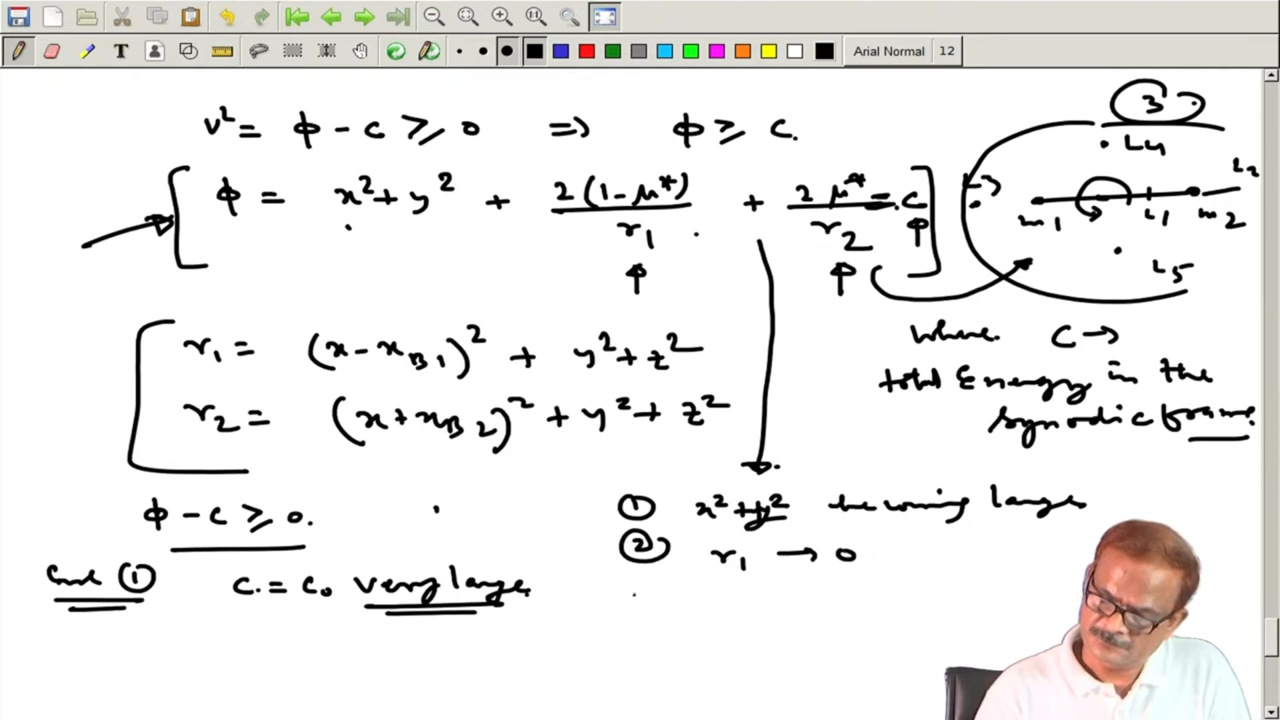 Arial Normal 12
v² = ϕ - c ≥ 0 ⇒ ϕ ≥ c.
[ ϕ = x² + y² + 2(1-μ*)/r₁ + 2μ*/r₂ = c ]
3
L4
L3 m1 L1 m2 L2
L5
r₁ = (x - x_B1)² + y² + z²
r₂ = (x + x_B2)² + y² + z²
where C →
total Energy in the
synodic frame.
ϕ - c ≥ 0.
① x² + y² becoming large
② r₁ → 0
Case ① c = c₀ very large